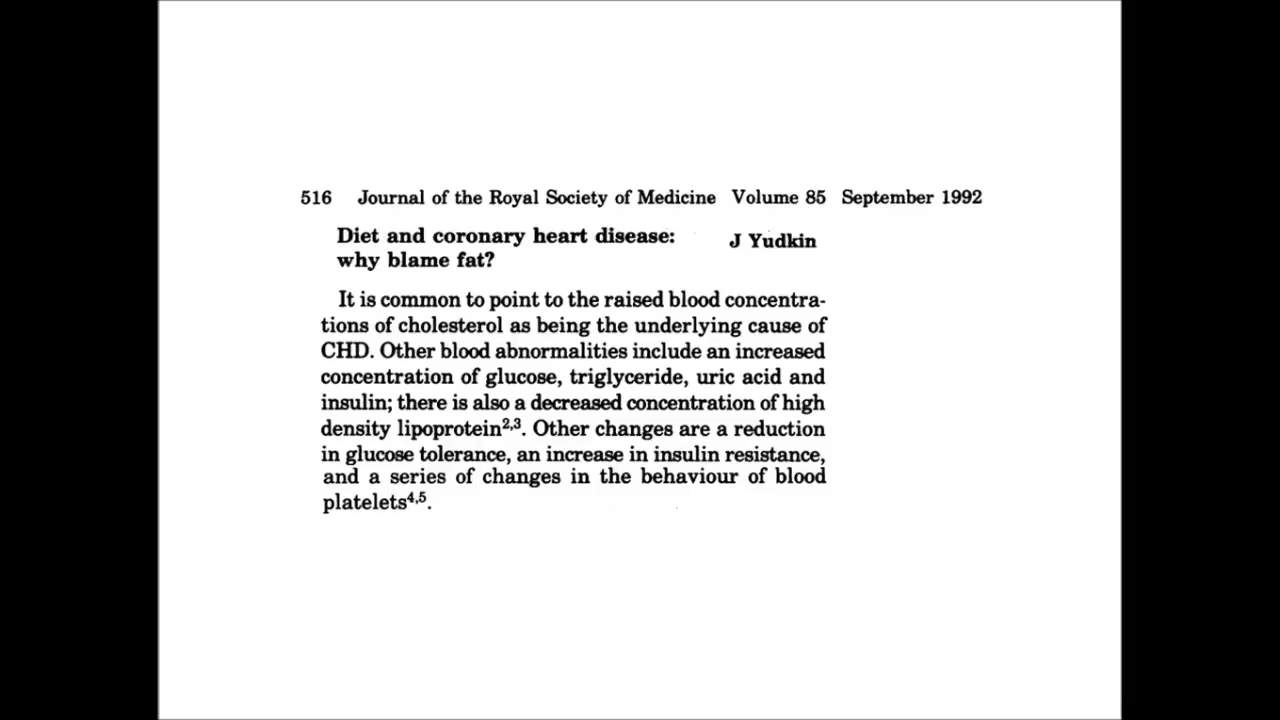 516 Journal of the Royal Society of Medicine Volume 85 September 1992
Diet and coronary heart disease: J Yudkin
why blame fat?
It is common to point to the raised blood concentra-
tions of cholesterol as being the underlying cause of
CHD. Other blood abnormalities include an increased
concentration of glucose, triglyceride, uric acid and
insulin; there is also a decreased concentration of high
density lipoprotein2,3. Other changes are a reduction
in glucose tolerance, an increase in insulin resistance,
and a series of changes in the behaviour of blood
platelets4,5.